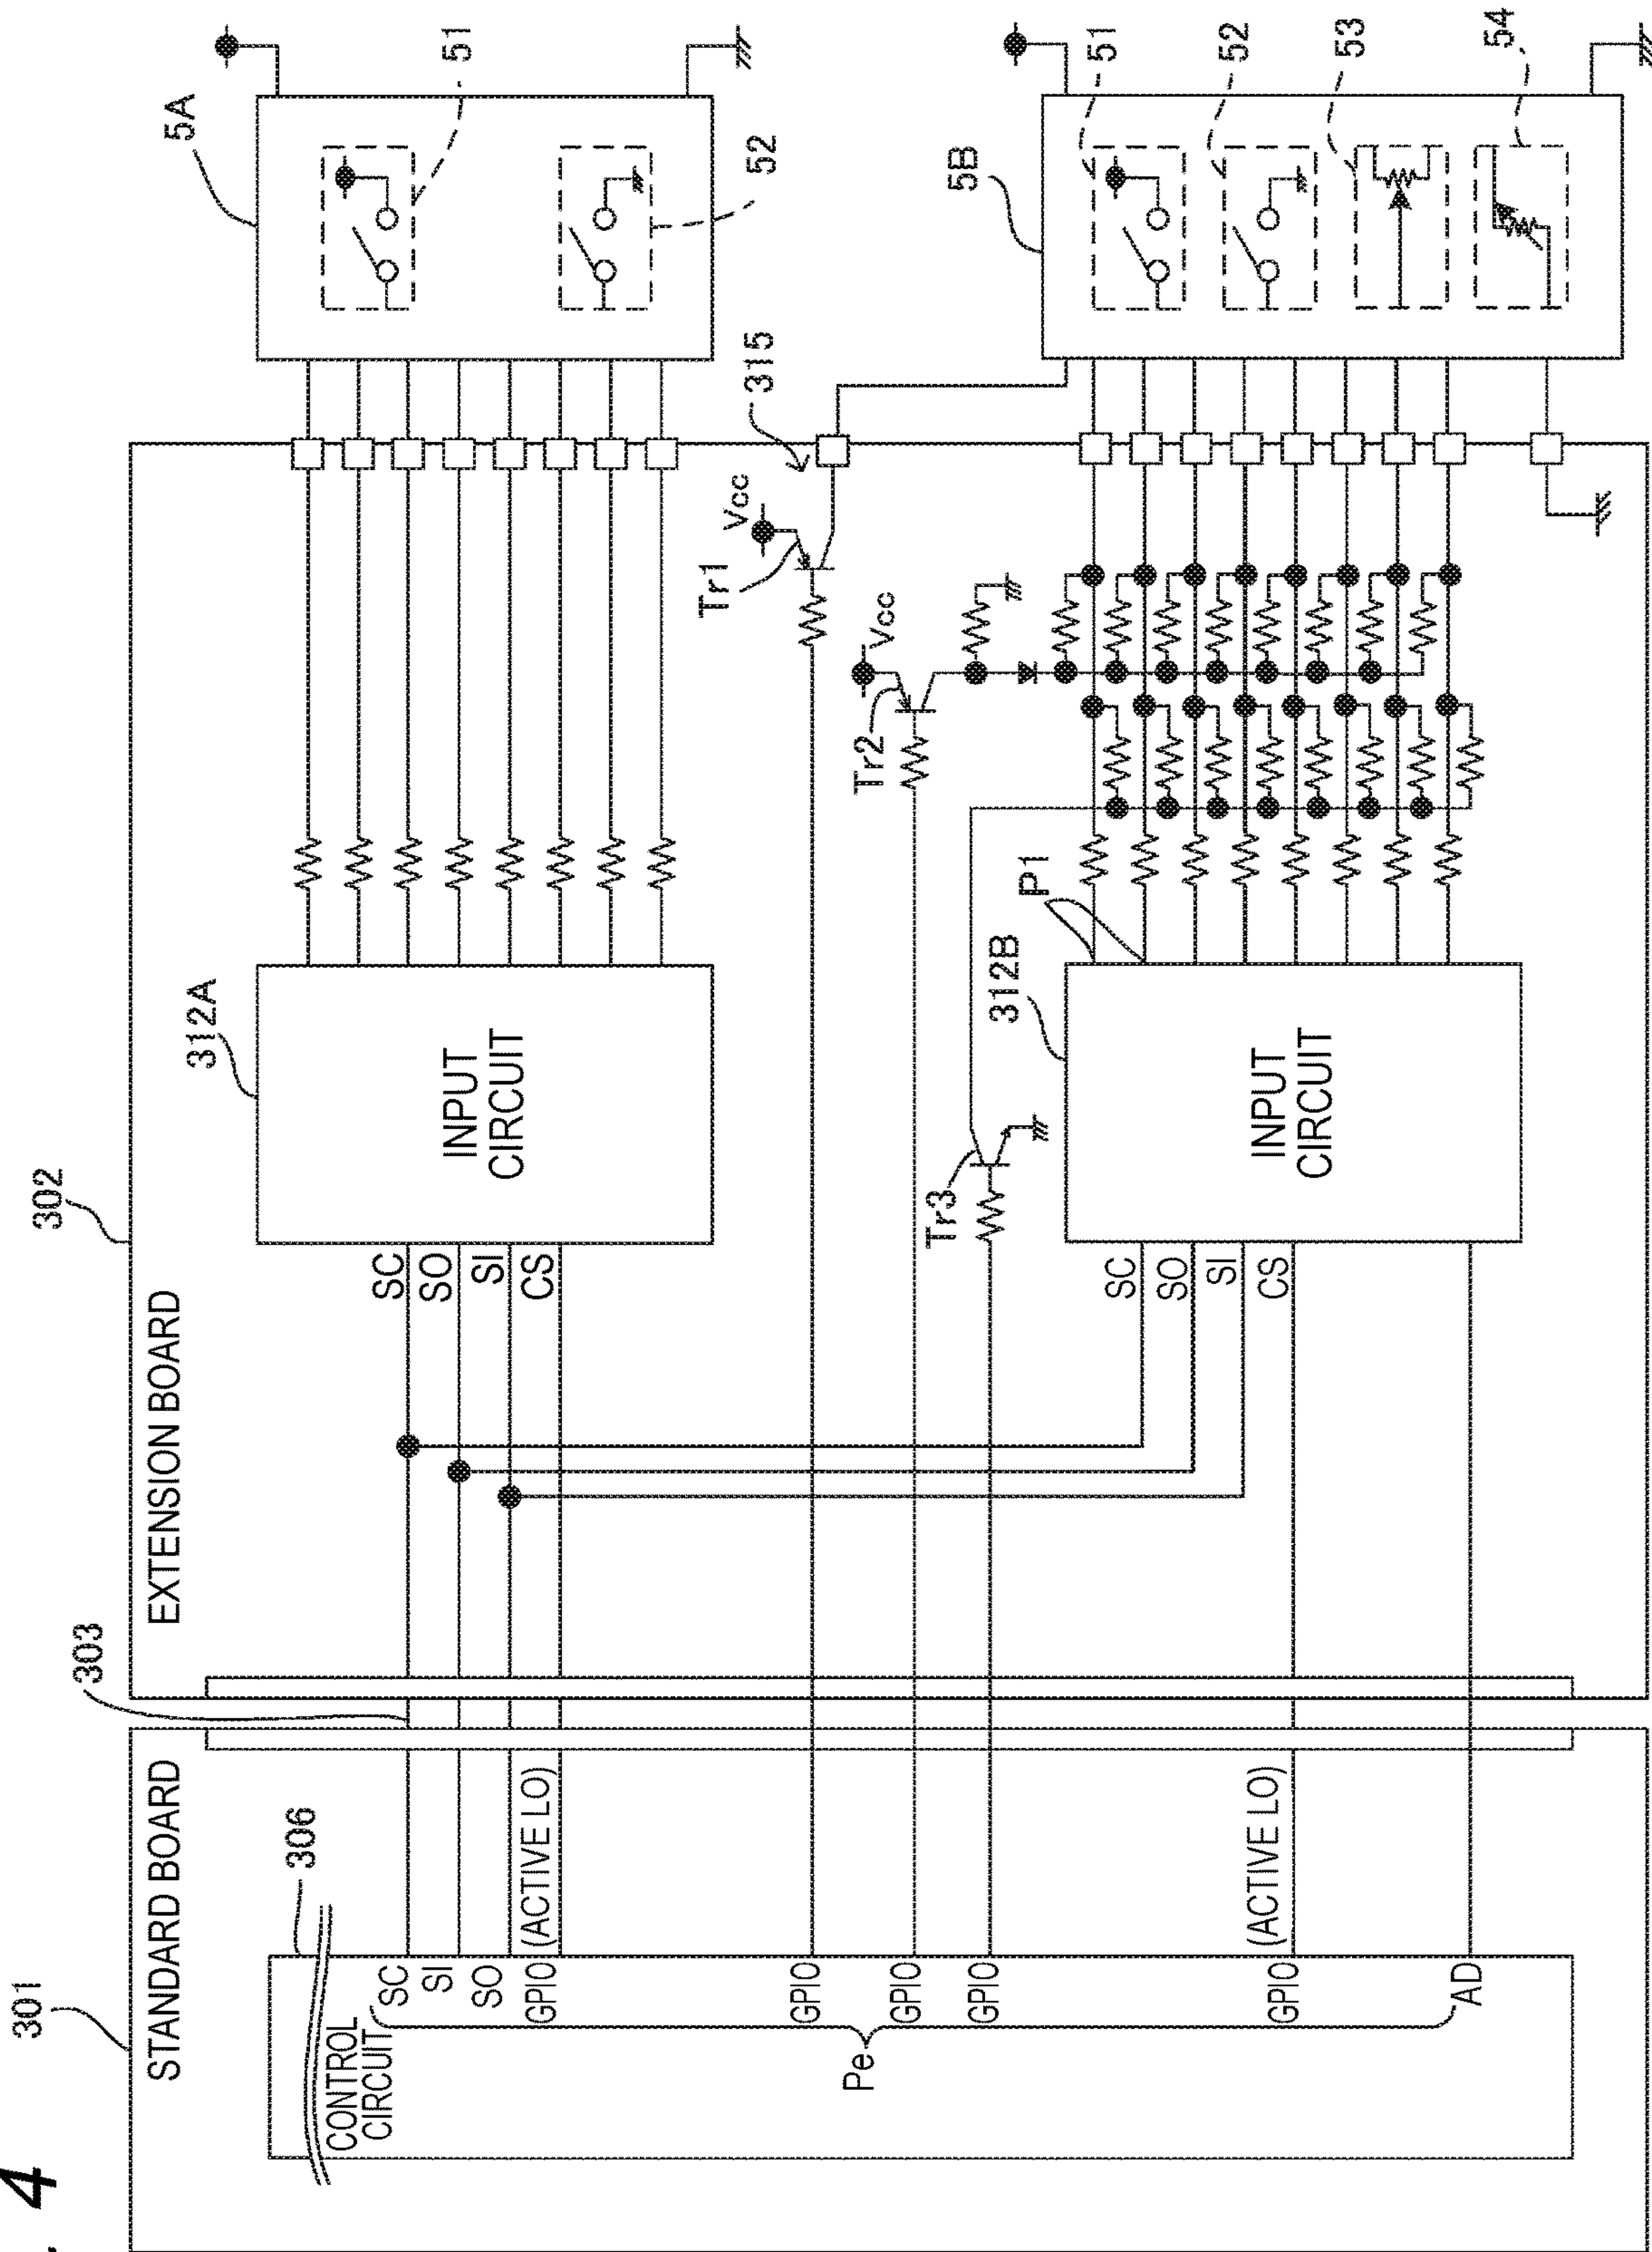 4
301
STANDARD BOARD
306
CONTROL
CIRCUIT
SC
SI
SO
GPIO
(ACTIVE LO)
GPIO
GPIO
GPIO
GPIO
(ACTIVE LO)
AD
Pe
303
302
EXTENSION BOARD
SC
SO
SI
CS
312A
INPUT
CIRCUIT
Tr1
Vcc
315
Tr2
Vcc
Tr3
SC
SO
SI
CS
312B
INPUT
CIRCUIT
P1
5A
51
52
5B
51
52
53
54